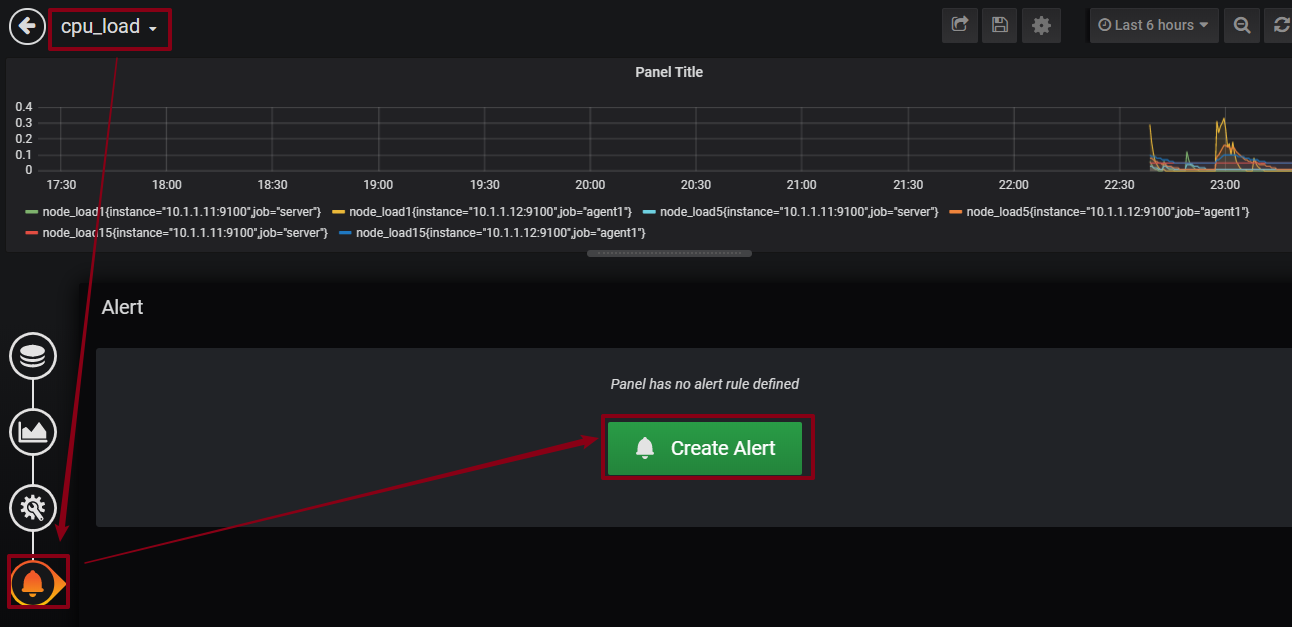 cpu_load
Last 6 hours
Panel Title
0.4
0.3
0.2
0.1
0
17:30 18:00 18:30 19:00 19:30 20:00 20:30 21:00 21:30 22:00 22:30 23:00
node_load1{instance="10.1.1.11:9100",job="server"} node_load1{instance="10.1.1.12:9100",job="agent1"} node_load5{instance="10.1.1.11:9100",job="server"} node_load5{instance="10.1.1.12:9100",job="agent1"}
node_load15{instance="10.1.1.11:9100",job="server"} node_load15{instance="10.1.1.12:9100",job="agent1"}
Alert
Panel has no alert rule defined
Create Alert